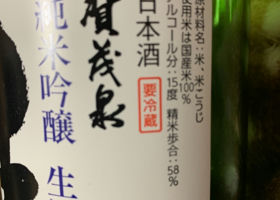 原材料名:米、米こうじ
使用米は国産米100%
アルコール分:15度 精米歩合:58%
日本酒
要冷蔵
賀茂泉
純米吟醸 生